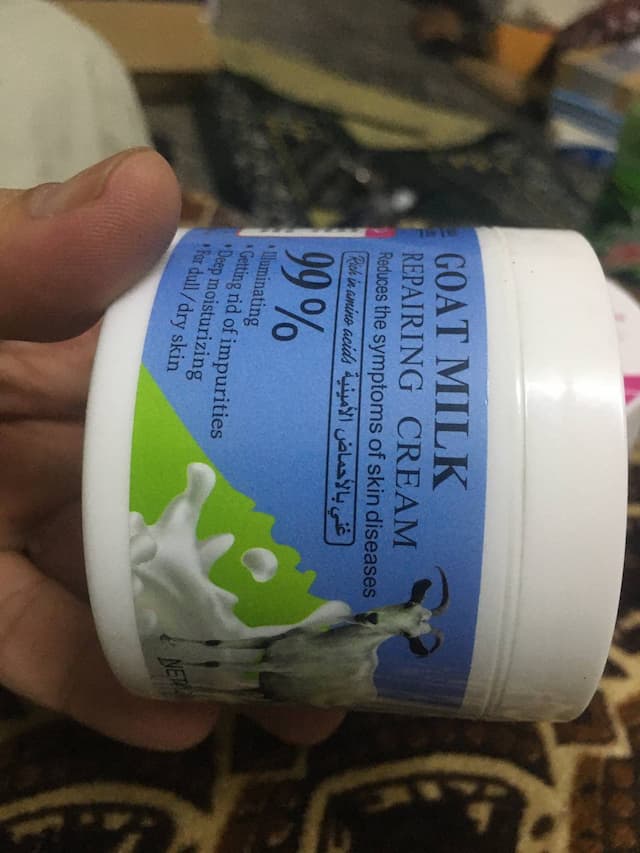 GOAT MILK
REPAIRING CREAM
Reduces the symptoms of skin diseases
Rich in amino acids غني بالأحماض الأمينية
99%
• Illuminating
• Getting rid of impurities
• Deep moisturizing
• For dull / dry skin
NET